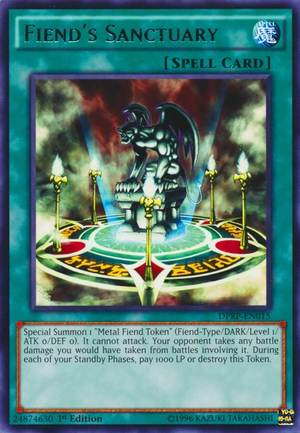 FIEND'S SANCTUARY
魔
[SPELL CARD]
DPRP-EN015
Special Summon 1 "Metal Fiend Token" (Fiend-Type/DARK/Level 1/
ATK 0/DEF 0). It cannot attack. Your opponent takes any battle
damage you would have taken from battles involving it. During
each of your Standby Phases, pay 1000 LP or destroy this Token.
24874630 1st Edition
©1996 KAZUKI TAKAHASHI